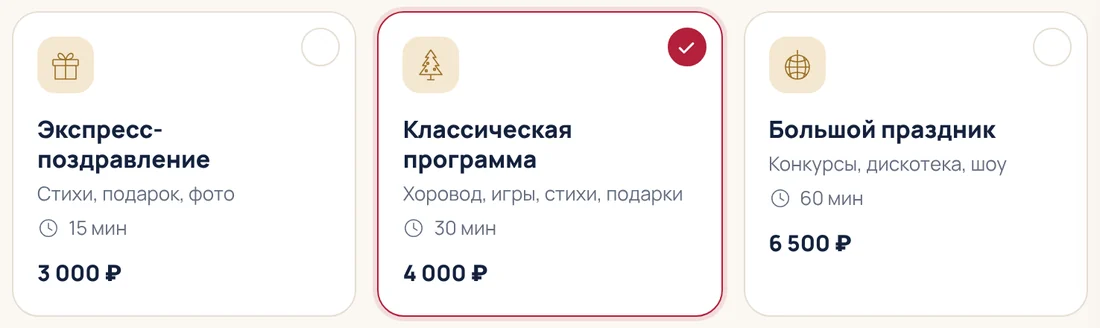 Экспресс-
поздравление
Стихи, подарок, фото
15 мин
3 000 ₽
Классическая
программа
Хоровод, игры, стихи, подарки
30 мин
4 000 ₽
Большой праздник
Конкурсы, дискотека, шоу
60 мин
6 500 ₽